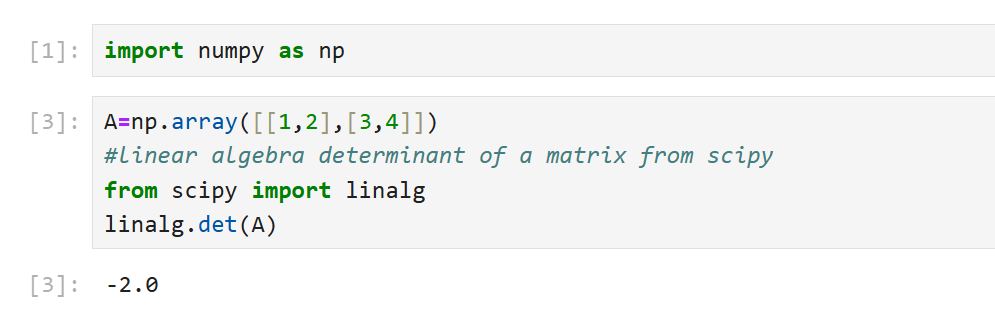 [1]: import numpy as np
[3]: A=np.array([[1,2],[3,4]])
#linear algebra determinant of a matrix from scipy
from scipy import linalg
linalg.det(A)
[3]: -2.0